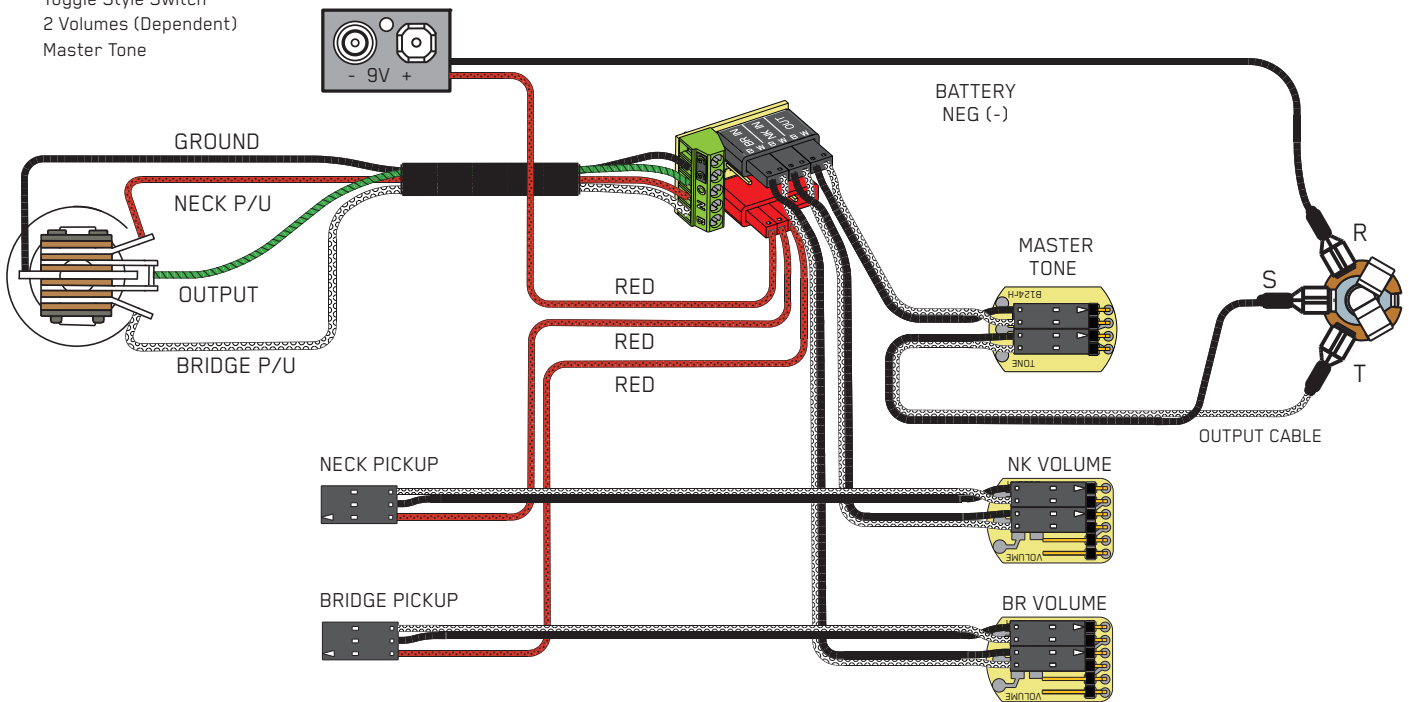 Toggle Style Switch
2 Volumes (Dependent)
Master Tone
- 9V +
BATTERY
NEG (-)
GROUND
NECK P/U
OUTPUT
BRIDGE P/U
BR IN
NK IN
OUT
B W B W B W
RED
RED
RED
MASTER
TONE
B124rH
TONE
R
S
T
OUTPUT CABLE
NECK PICKUP
NK VOLUME
VOLUME
BRIDGE PICKUP
BR VOLUME
VOLUME